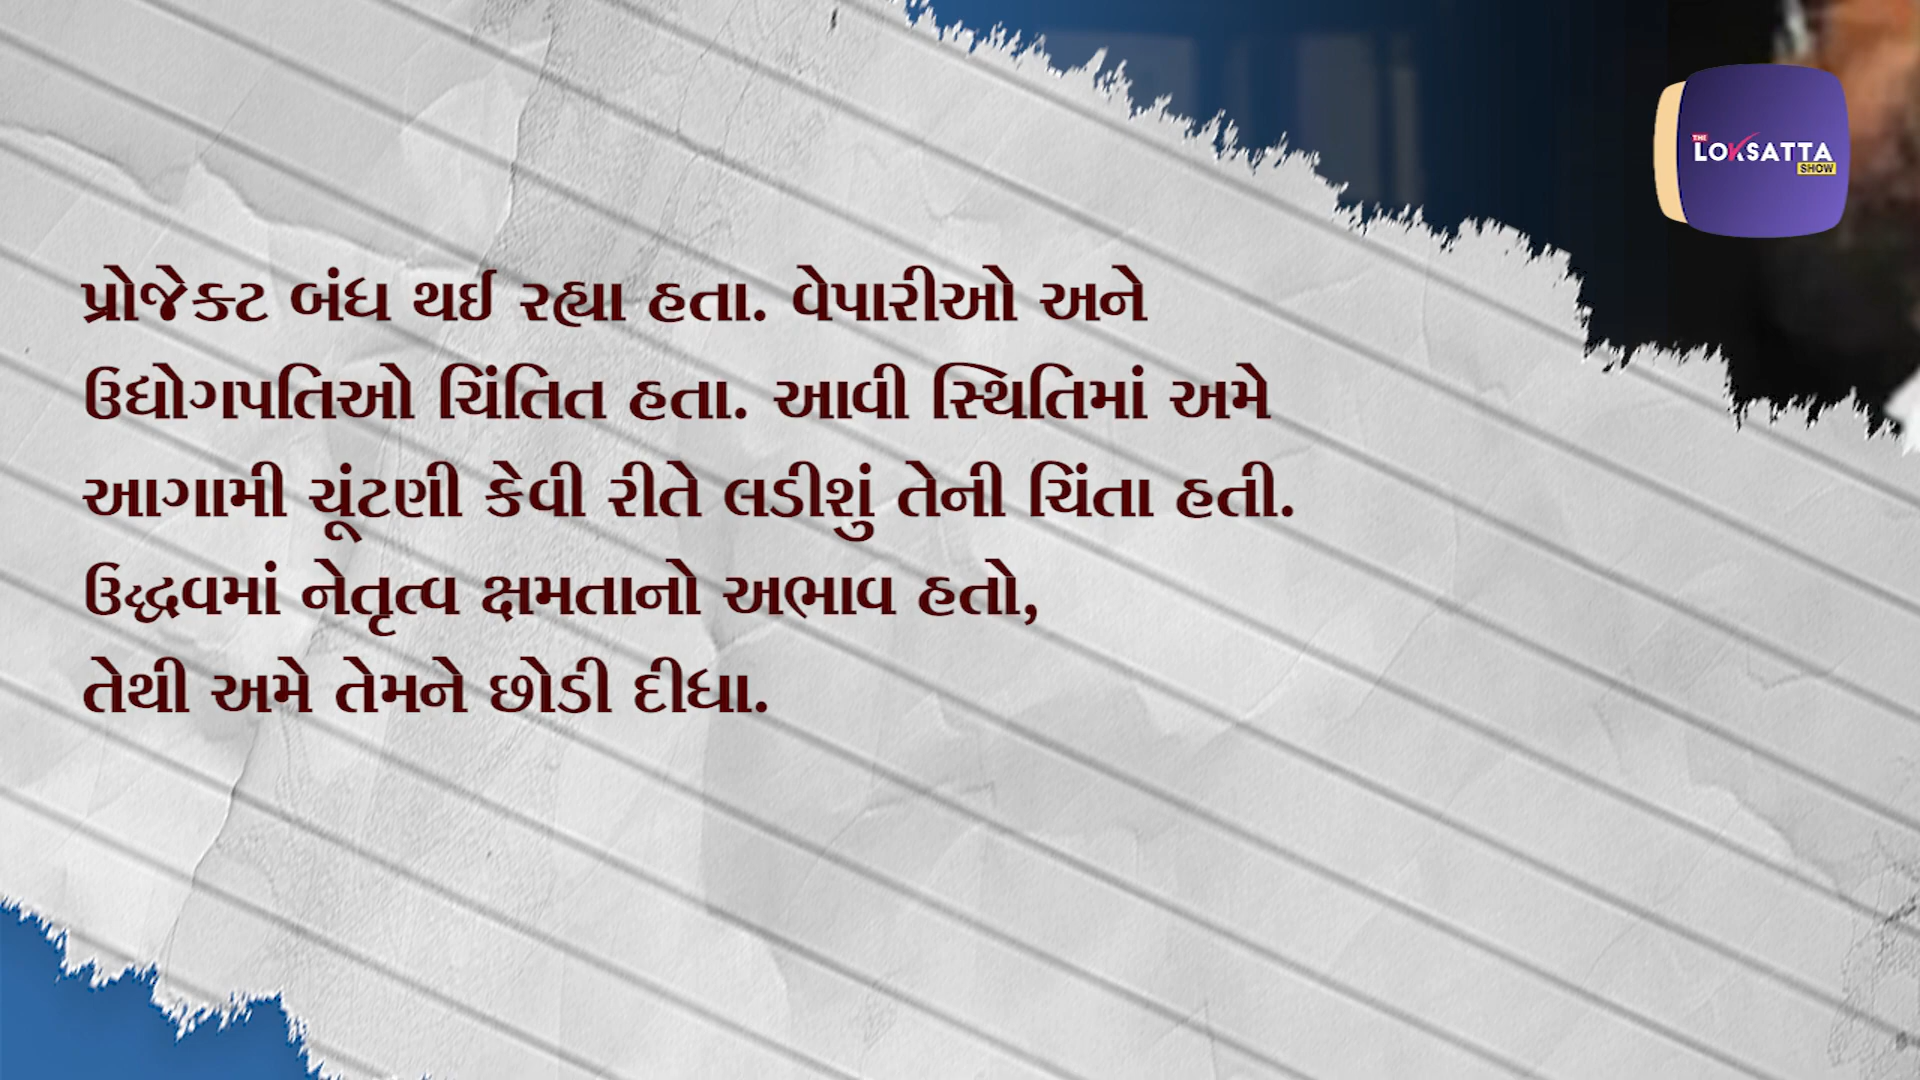 THE
LOKSATTA
SHOW
પ્રોજેક્ટ બંધ થઈ રહ્યા હતા. વેપારીઓ અને
ઉદ્યોગપતિઓ ચિંતિત હતા. આવી સ્થિતિમાં અમે
આગામી ચૂંટણી કેવી રીતે લડીશું તેની ચિંતા હતી.
ઉદ્ધવમાં નેતૃત્વ ક્ષમતાનો અભાવ હતો,
તેથી અમે તેમને છોડી દીધા.